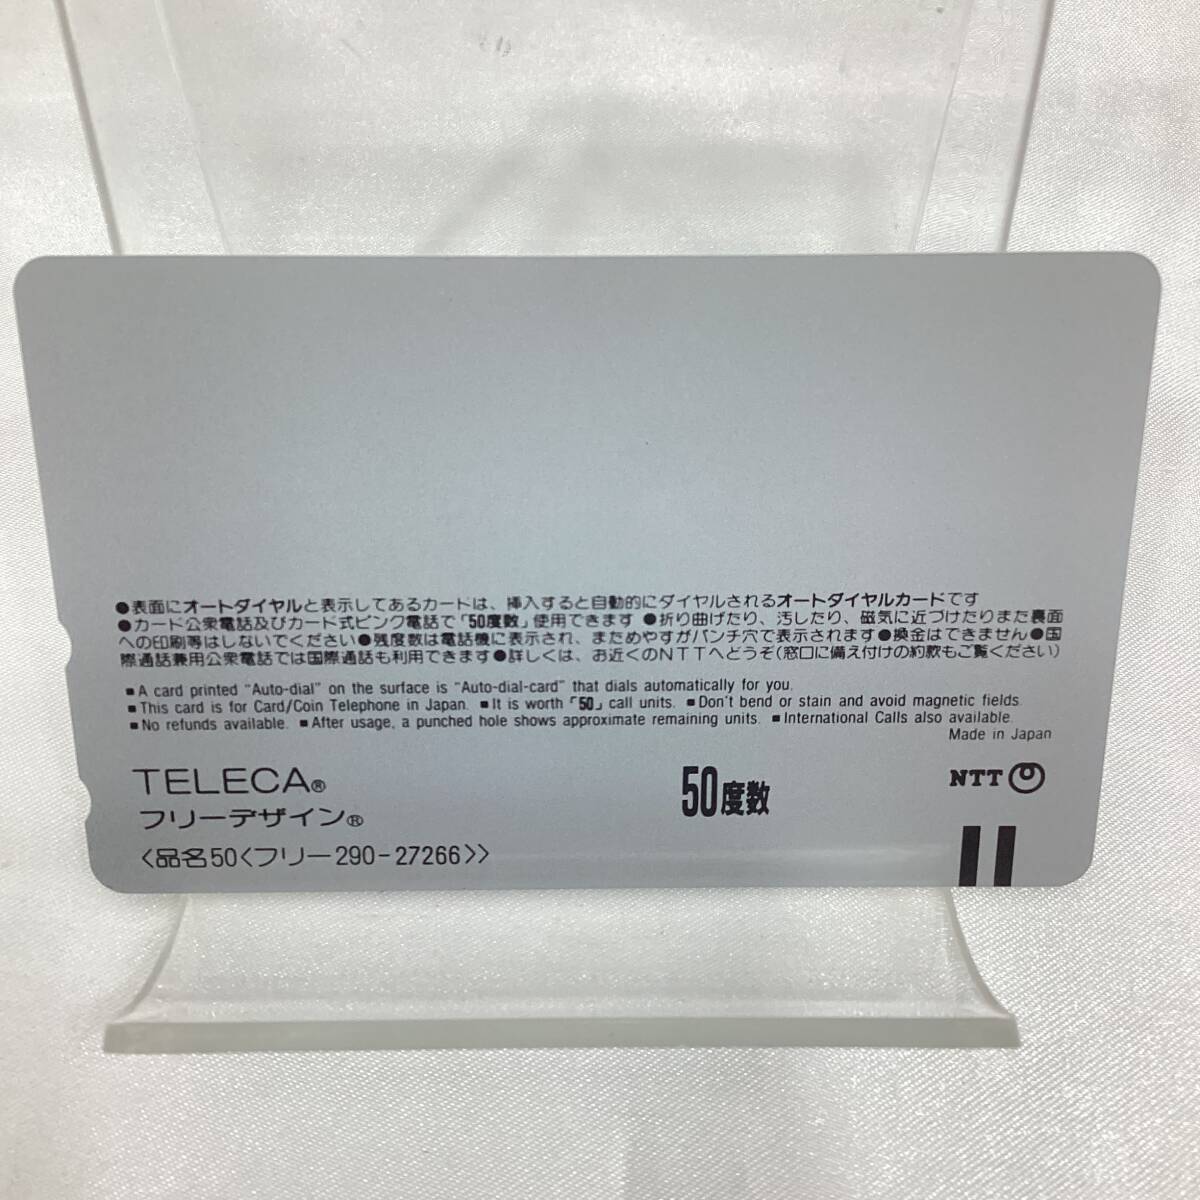 ●表面にオートダイヤルと表示してあるカードは、挿入すると自動的にダイヤルされるオートダイヤルカードです
●カード公衆電話及びカード式ピンク電話で「50度数」使用できます ●折り曲げたり、汚したり、磁気に近づけたりまた裏面
への印刷等はしないでください ●残度数は電話機に表示され、まためやすがパンチ穴で表示されます ●換金はできません ●国
際通話兼用公衆電話では国際通話も利用できます ●詳しくは、お近くのNTTへどうぞ(窓口に備え付けの約款もご覧ください)
■ A card printed "Auto-dial" on the surface is "Auto-dial-card" that dials automatically for you.
■ This card is for Card/Coin Telephone in Japan. ■ It is worth「50」call units. ■ Don't bend or stain and avoid magnetic fields.
■ No refunds available. ■ After usage, a punched hole shows approximate remaining units. ■ International Calls also available.
Made in Japan
TELECA®
フリーデザイン®
50度数
NTT
〈品名50〈フリー290-27266〉〉